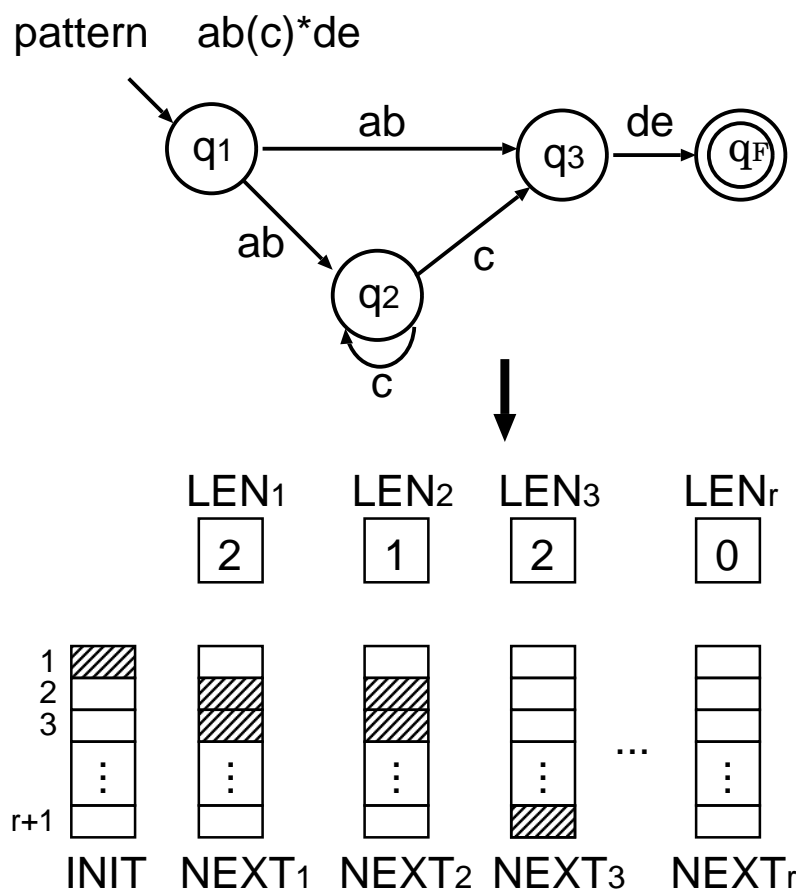 pattern ab(c)*de
ab
de
q1
q3
qF
ab
c
q2
c
LEN1 LEN2 LEN3 LENr
2 1 2 0
1
2
3
⋮ ⋮ ⋮ ⋮ ... ⋮
r+1
INIT NEXT1 NEXT2 NEXT3 NEXTr